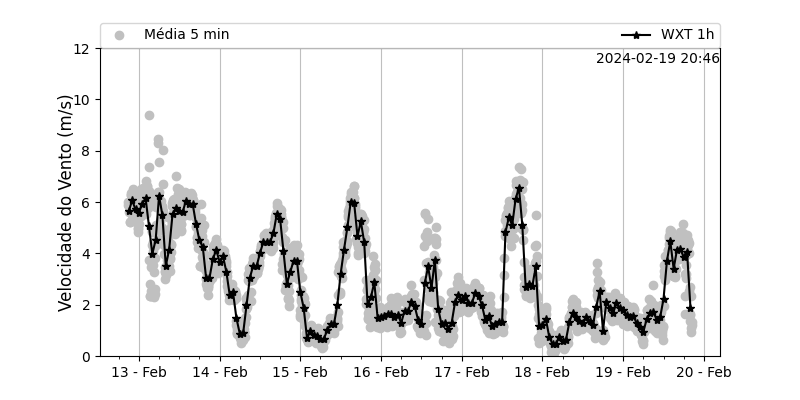 Média 5 min
WXT 1h
2024-02-19 20:46
Velocidade do Vento (m/s)
12
10
8
6
4
2
0
13 - Feb
14 - Feb
15 - Feb
16 - Feb
17 - Feb
18 - Feb
19 - Feb
20 - Feb